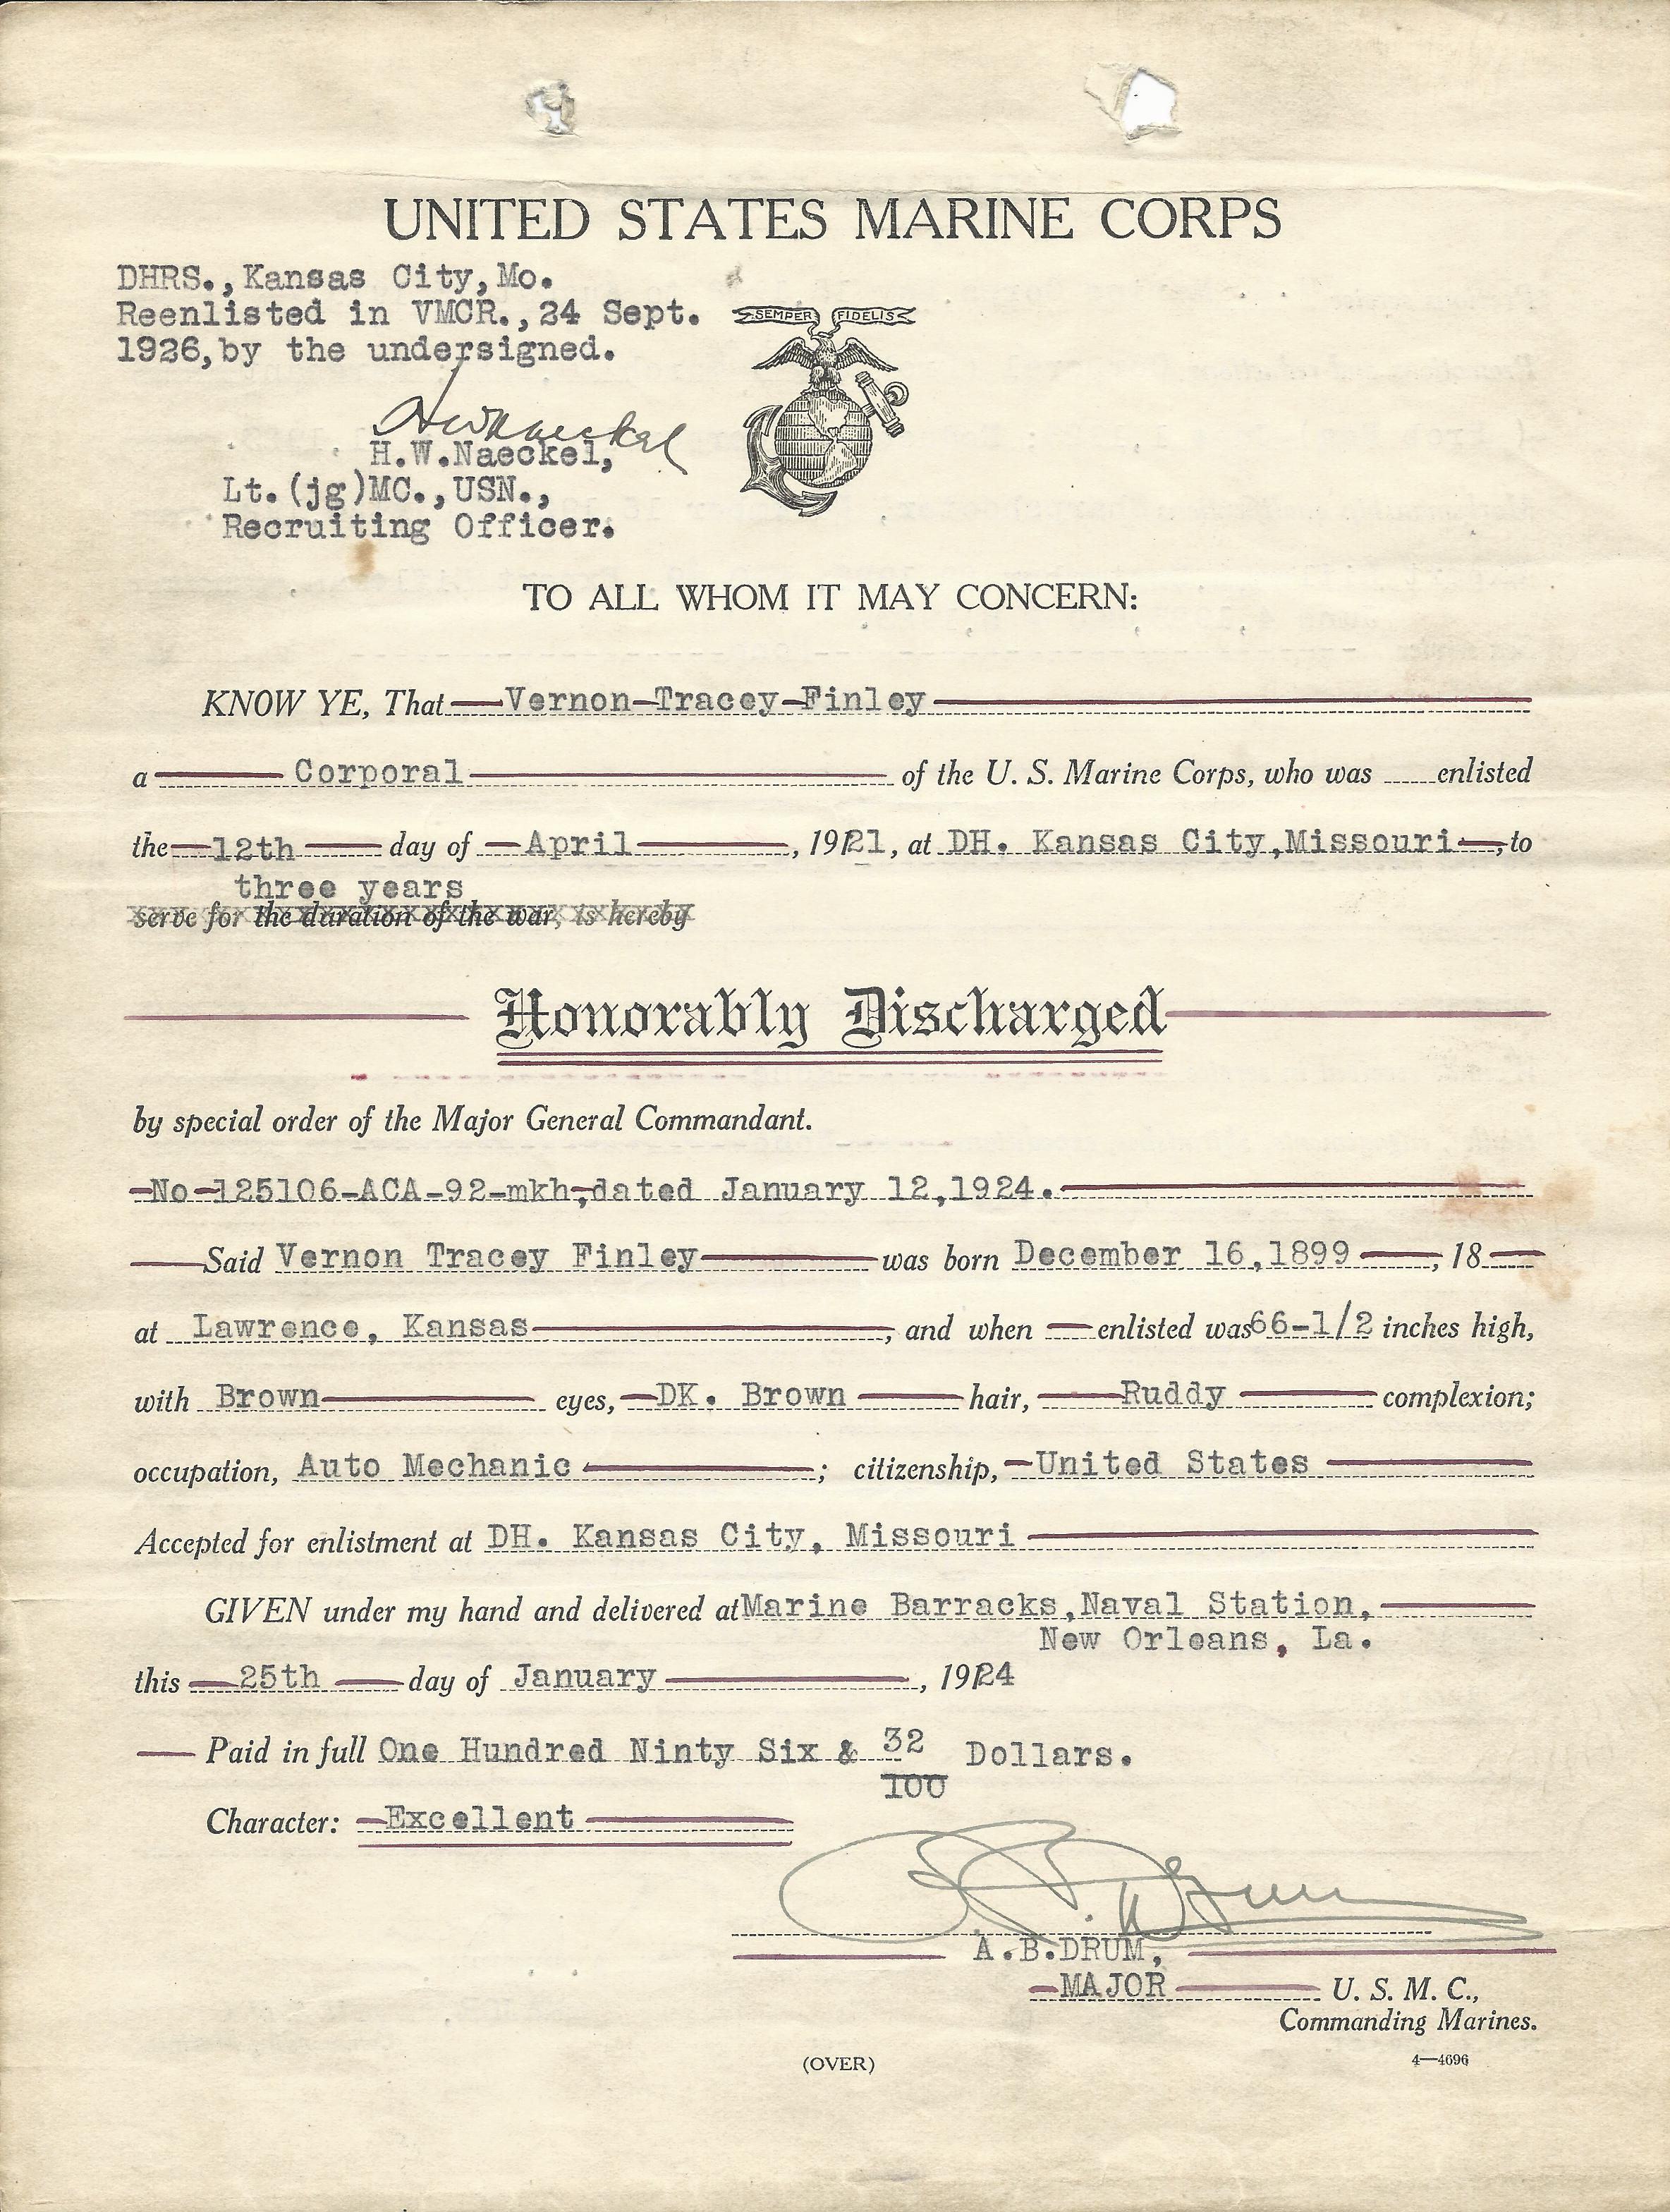 UNITED STATES MARINE CORPS
DHRS.,Kansas City,Mo.
Reenlisted in VMCR.,24 Sept.
1926,by the undersigned.
SEMPER FIDELIS
HWNaeckel
H.W.Naeckel,
Lt.(jg)MC.,USN.,
Recruiting Officer.
TO ALL WHOM IT MAY CONCERN:
KNOW YE, That Vernon-Tracey-Finley
a Corporal of the U. S. Marine Corps, who was enlisted
the 12th day of April, 1921, at DH. Kansas City,Missouri, to
three years
serve for the duration of the war, is hereby
Honorably Discharged
by special order of the Major General Commandant.
No-125106-ACA-92-mkh,dated January 12,1924.
Said Vernon Tracey Finley was born December 16,1899, 18
at Lawrence, Kansas, and when enlisted was 66-1/2 inches high,
with Brown eyes, DK. Brown hair, Ruddy complexion;
occupation, Auto Mechanic; citizenship, United States
Accepted for enlistment at DH. Kansas City, Missouri
GIVEN under my hand and delivered at Marine Barracks,Naval Station,
New Orleans, La.
this 25th day of January, 1924
Paid in full One Hundred Ninty Six & 32/100 Dollars.
Character: Excellent
A.B.Drum
A.B.DRUM,
MAJOR U. S. M. C.,
Commanding Marines.
(OVER) 4—4696